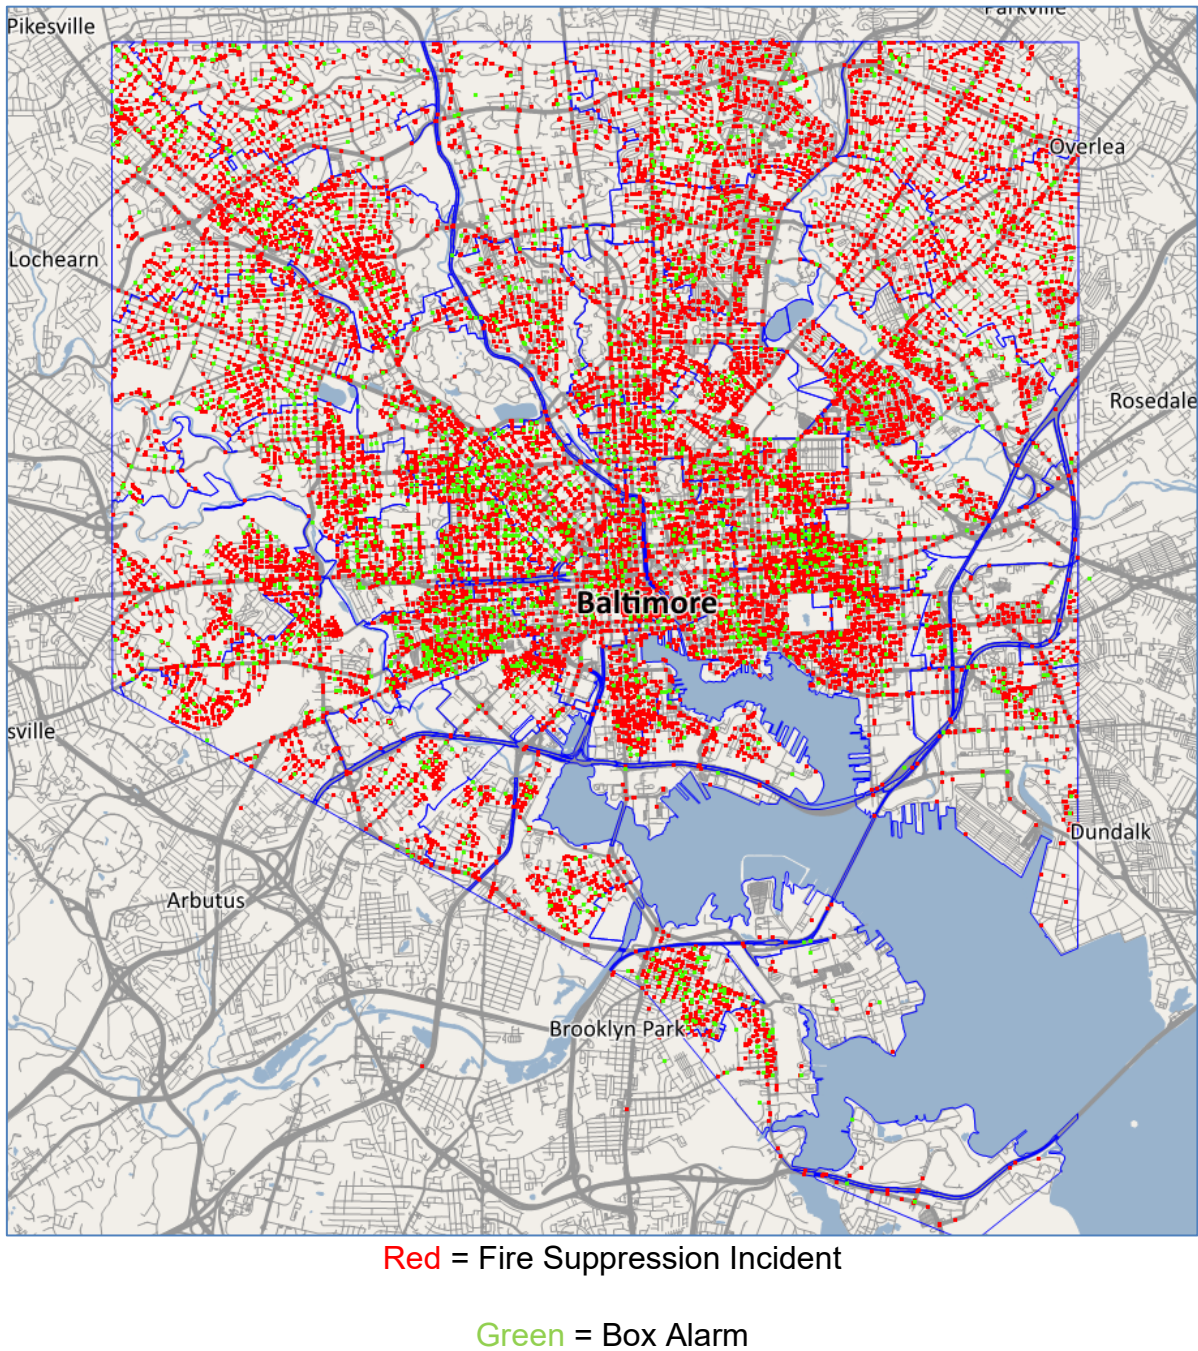 Pikesville
Parkville
Overlea
Lochearn
Rosedale
Baltimore
sville
Dundalk
Arbutus
Brooklyn Park
Red = Fire Suppression Incident
Green = Box Alarm